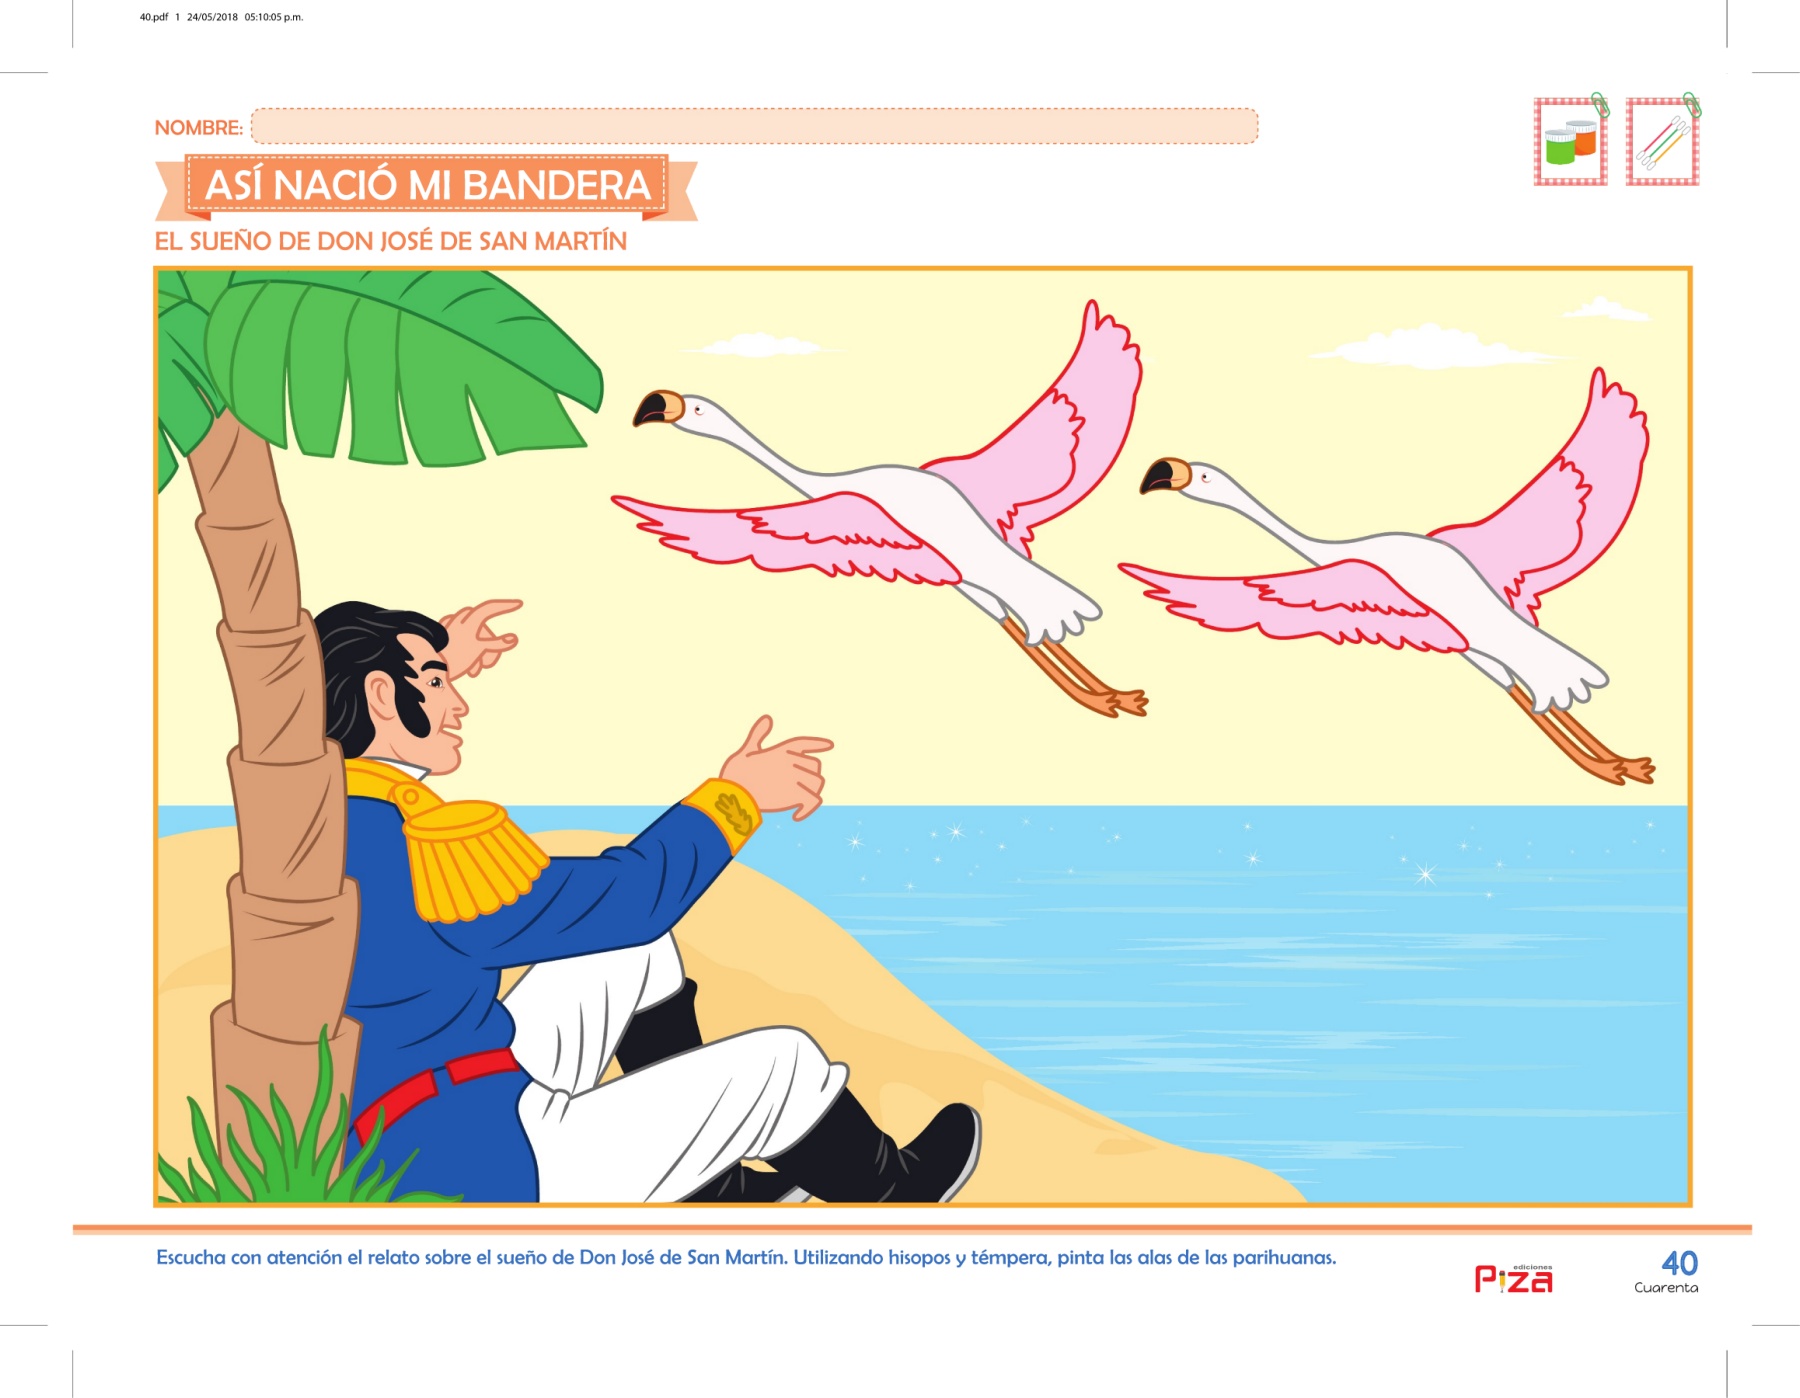 40.pdf 1 24/05/2018 05:10:05 p.m.
NOMBRE:
ASÍ NACIÓ MI BANDERA
EL SUEÑO DE DON JOSÉ DE SAN MARTÍN
Escucha con atención el relato sobre el sueño de Don José de San Martín. Utilizando hisopos y témpera, pinta las alas de las parihuanas.
ediciones
Piza
40
Cuarenta